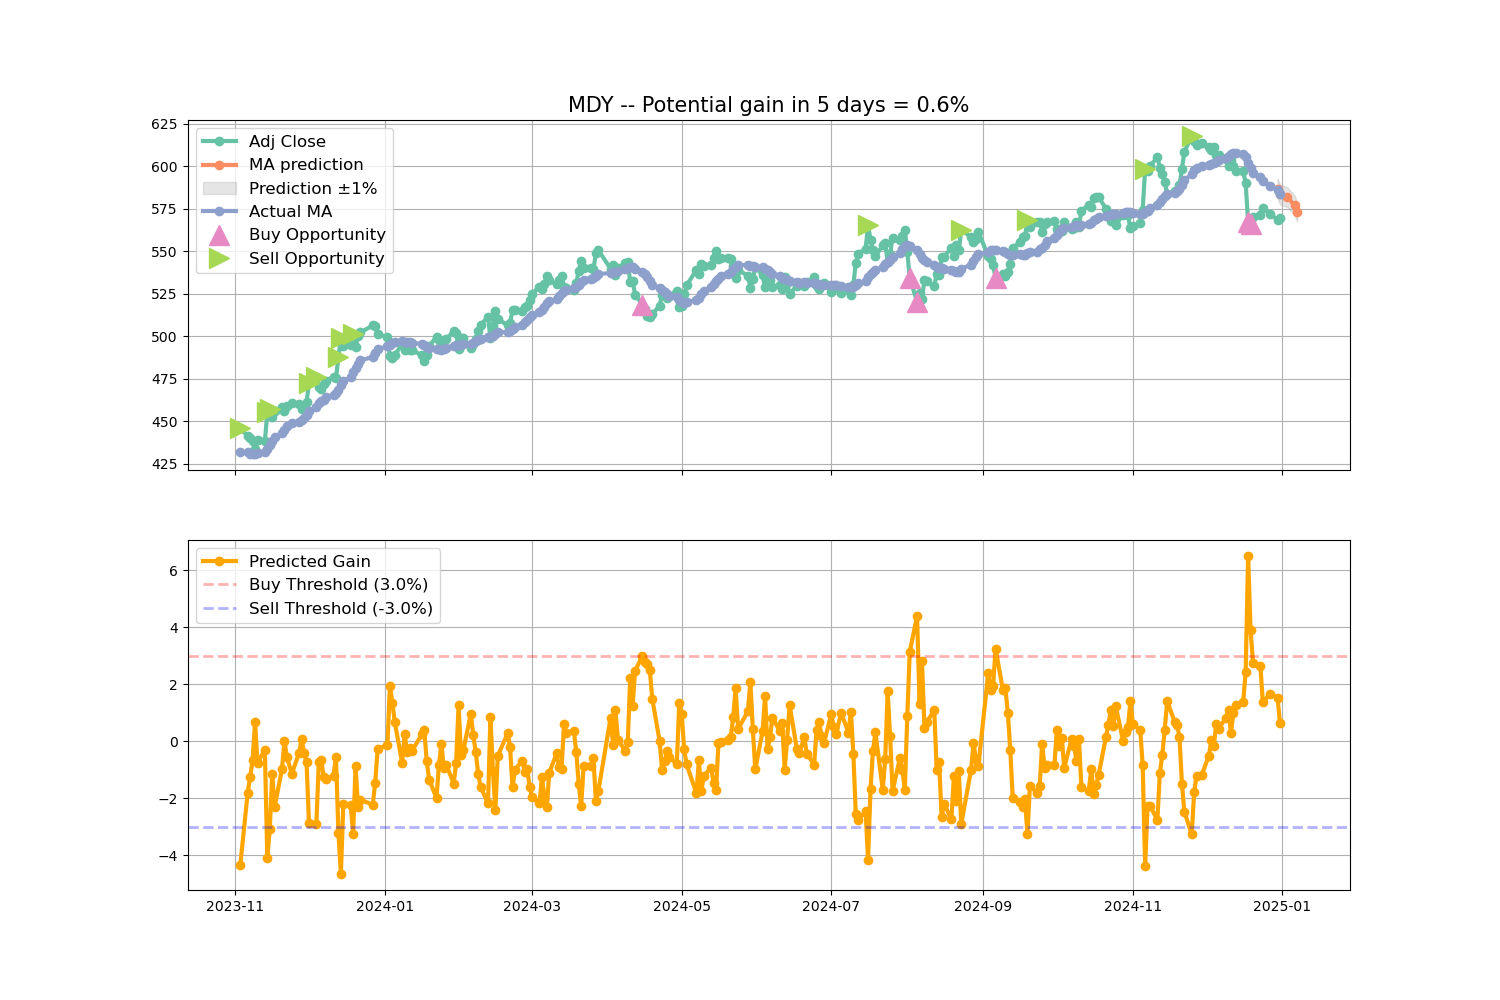 MDY -- Potential gain in 5 days = 0.6%
625
600
575
550
525
500
475
450
425
Adj Close
MA prediction
Prediction ±1%
Actual MA
Buy Opportunity
Sell Opportunity
6
4
2
0
−2
−4
Predicted Gain
Buy Threshold (3.0%)
Sell Threshold (-3.0%)
2023-11
2024-01
2024-03
2024-05
2024-07
2024-09
2024-11
2025-01